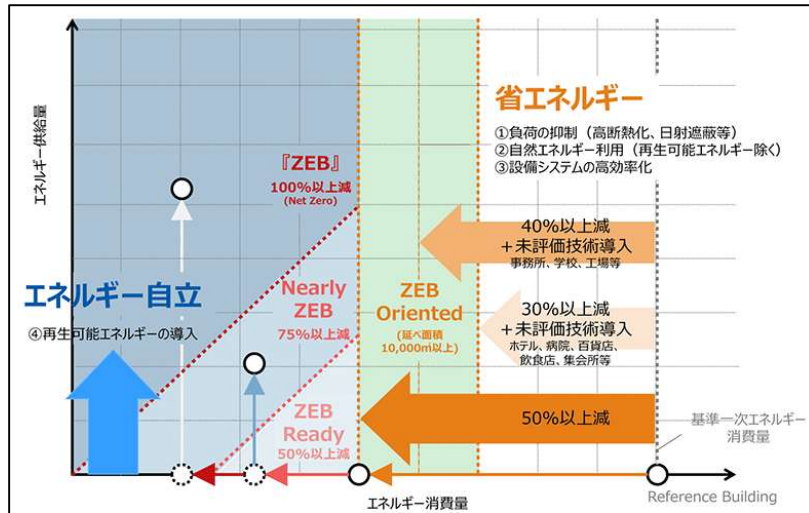 エネルギー供給量
省エネルギー
①負荷の抑制（高断熱化、日射遮蔽等）
②自然エネルギー利用（再生可能エネルギー除く）
③設備システムの高効率化
『ZEB』
100%以上減
(Net Zero)
40%以上減
＋未評価技術導入
事務所、学校、工場等
エネルギー自立
④再生可能エネルギーの導入
Nearly
ZEB
75%以上減
ZEB
Oriented
(延べ面積
10,000㎡以上)
30%以上減
＋未評価技術導入
ホテル、病院、百貨店、
飲食店、集会所等
ZEB
Ready
50%以上減
50%以上減
基準一次エネルギー
消費量
エネルギー消費量
Reference Building